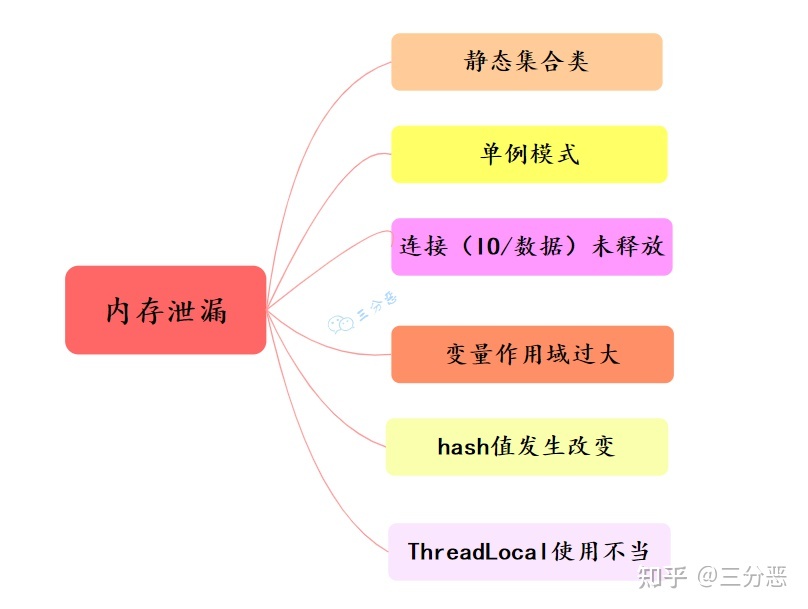 静态集合类
单例模式
连接（IO/数据）未释放
内存泄漏
三分恶
变量作用域过大
hash值发生改变
ThreadLocal使用不当
知乎 @三分恶